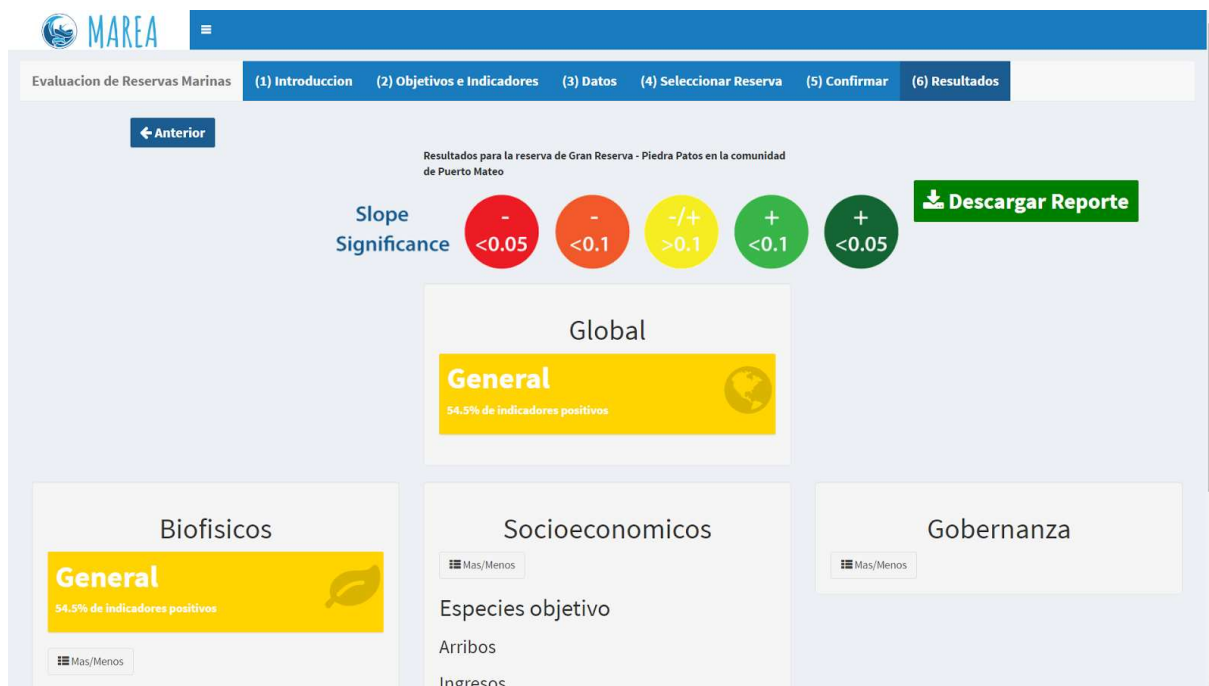 MAREA
Evaluacion de Reservas Marinas
(1) Introduccion
(2) Objetivos e Indicadores
(3) Datos
(4) Seleccionar Reserva
(5) Confirmar
(6) Resultados
Anterior
Resultados para la reserva de Gran Reserva - Piedra Patos en la comunidad
de Puerto Mateo
Descargar Reporte
Slope
Significance
-
<0.05
-
<0.1
-/+
>0.1
+
<0.1
+
<0.05
Global
General
54.5% de indicadores positivos
Biofisicos
General
54.5% de indicadores positivos
Mas/Menos
Socioeconomicos
Mas/Menos
Especies objetivo
Arribos
Ingresos
Gobernanza
Mas/Menos